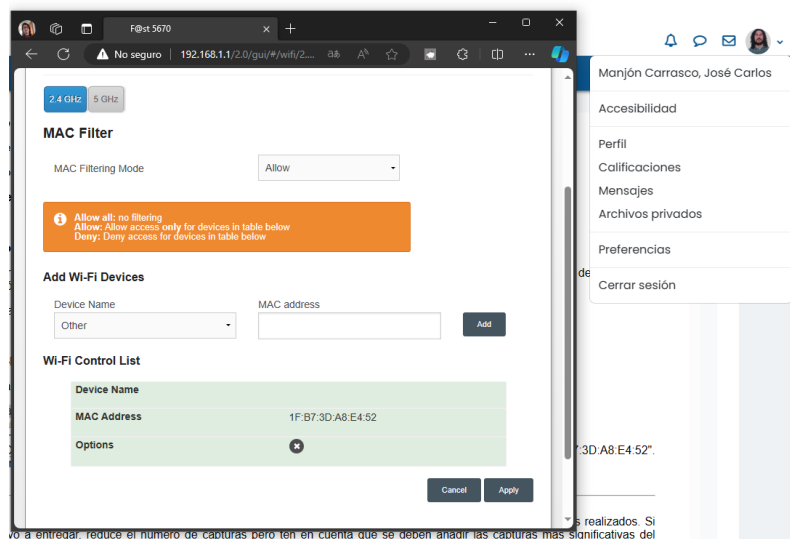 F@st 5670
No seguro
192.168.1.1/2.0/gui/#/wifi/2....
2.4 GHz
5 GHz
MAC Filter
MAC Filtering Mode
Allow
Allow all: no filtering
Allow: Allow access only for devices in table below
Deny: Deny access for devices in table below
Add Wi-Fi Devices
Device Name
MAC address
Other
Add
Wi-Fi Control List
Device Name
MAC Address
1F:B7:3D:A8:E4:52
Options
Cancel
Apply
Manjón Carrasco, José Carlos
Accesibilidad
Perfil
Calificaciones
Mensajes
Archivos privados
Preferencias
Cerrar sesión
de
:3D:A8:E4:52".
s realizados. Si
vo a entregar, reduce el número de capturas pero ten en cuenta que se deben añadir las capturas más significativas del